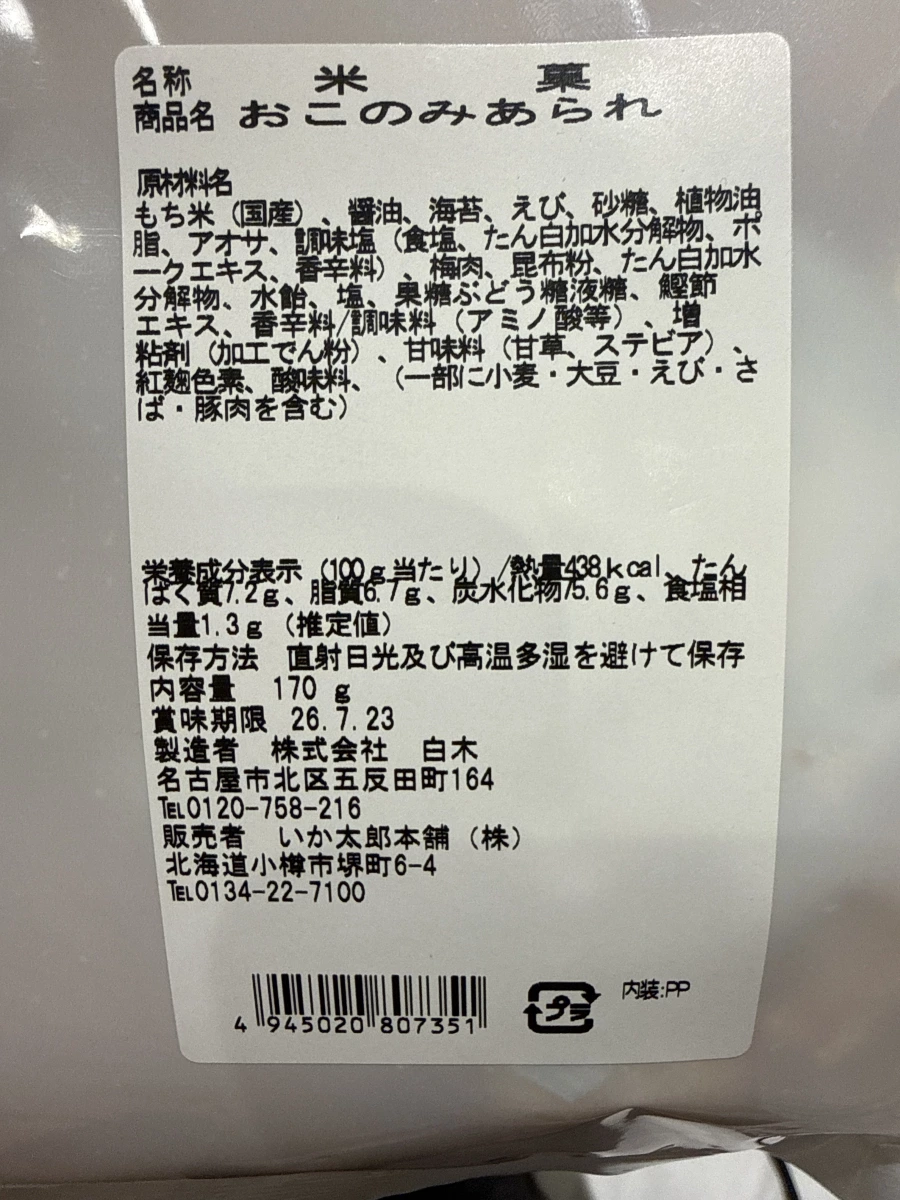 名称 米菓
商品名 おこのみあられ
原材料名
もち米（国産）、醤油、海苔、えび、砂糖、植物油
脂、アオサ、調味塩（食塩、たん白加水分解物、ポ
ークエキス、香辛料）、梅肉、昆布粉、たん白加水
分解物、水飴、塩、果糖ぶどう糖液糖、鰹節
エキス、香辛料/調味料（アミノ酸等）、増
粘剤（加工でん粉）、甘味料（甘草、ステビア）、
紅麹色素、酸味料、（一部に小麦・大豆・えび・さ
ば・豚肉を含む）
栄養成分表示（100g当たり）/熱量438kcal、たん
ぱく質7.2g、脂質6.7g、炭水化物75.6g、食塩相
当量1.3g（推定値）
保存方法 直射日光及び高温多湿を避けて保存
内容量 170g
賞味期限 26.7.23
製造者 株式会社 白木
名古屋市北区五反田町164
℡0120-758-216
販売者 いか太郎本舗（株）
北海道小樽市堺町6-4
℡0134-22-7100
4 945020 807351
プラ 内装:PP